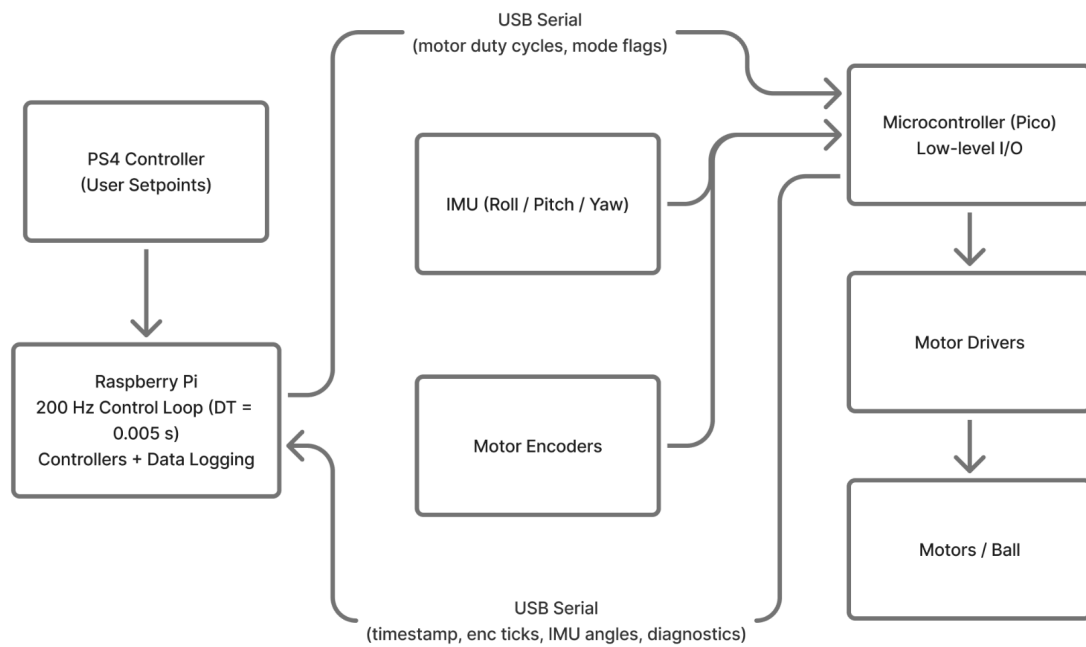 USB Serial
(motor duty cycles, mode flags)
PS4 Controller
(User Setpoints)
IMU (Roll / Pitch / Yaw)
Microcontroller (Pico)
Low-level I/O
Raspberry Pi
200 Hz Control Loop (DT =
0.005 s)
Controllers + Data Logging
Motor Encoders
Motor Drivers
Motors / Ball
USB Serial
(timestamp, enc ticks, IMU angles, diagnostics)